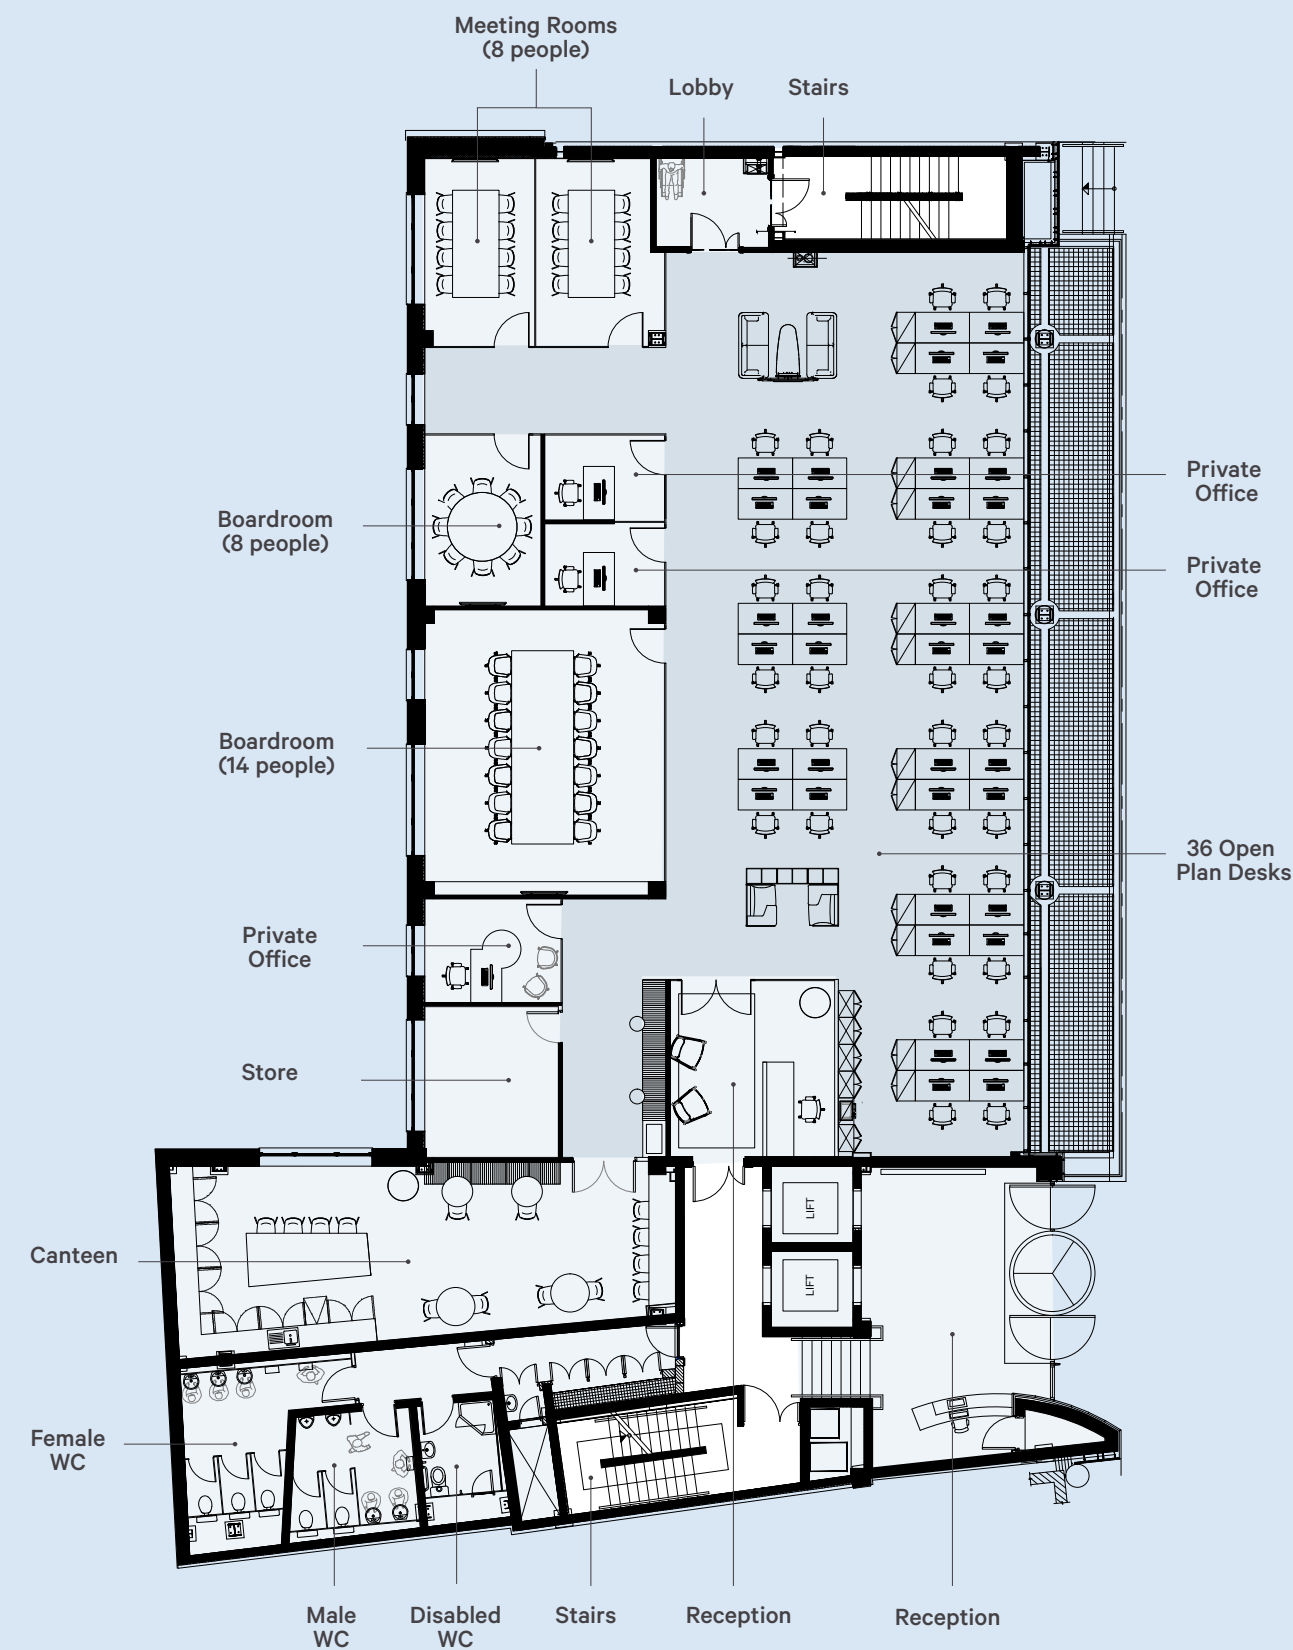 Meeting Rooms
(8 people)
Lobby
Stairs
Private
Office
Boardroom
(8 people)
Private
Office
Boardroom
(14 people)
36 Open
Plan Desks
Private
Office
Store
LIFT
Canteen
LIFT
Female
WC
Male
WC
Disabled
WC
Stairs
Reception
Reception